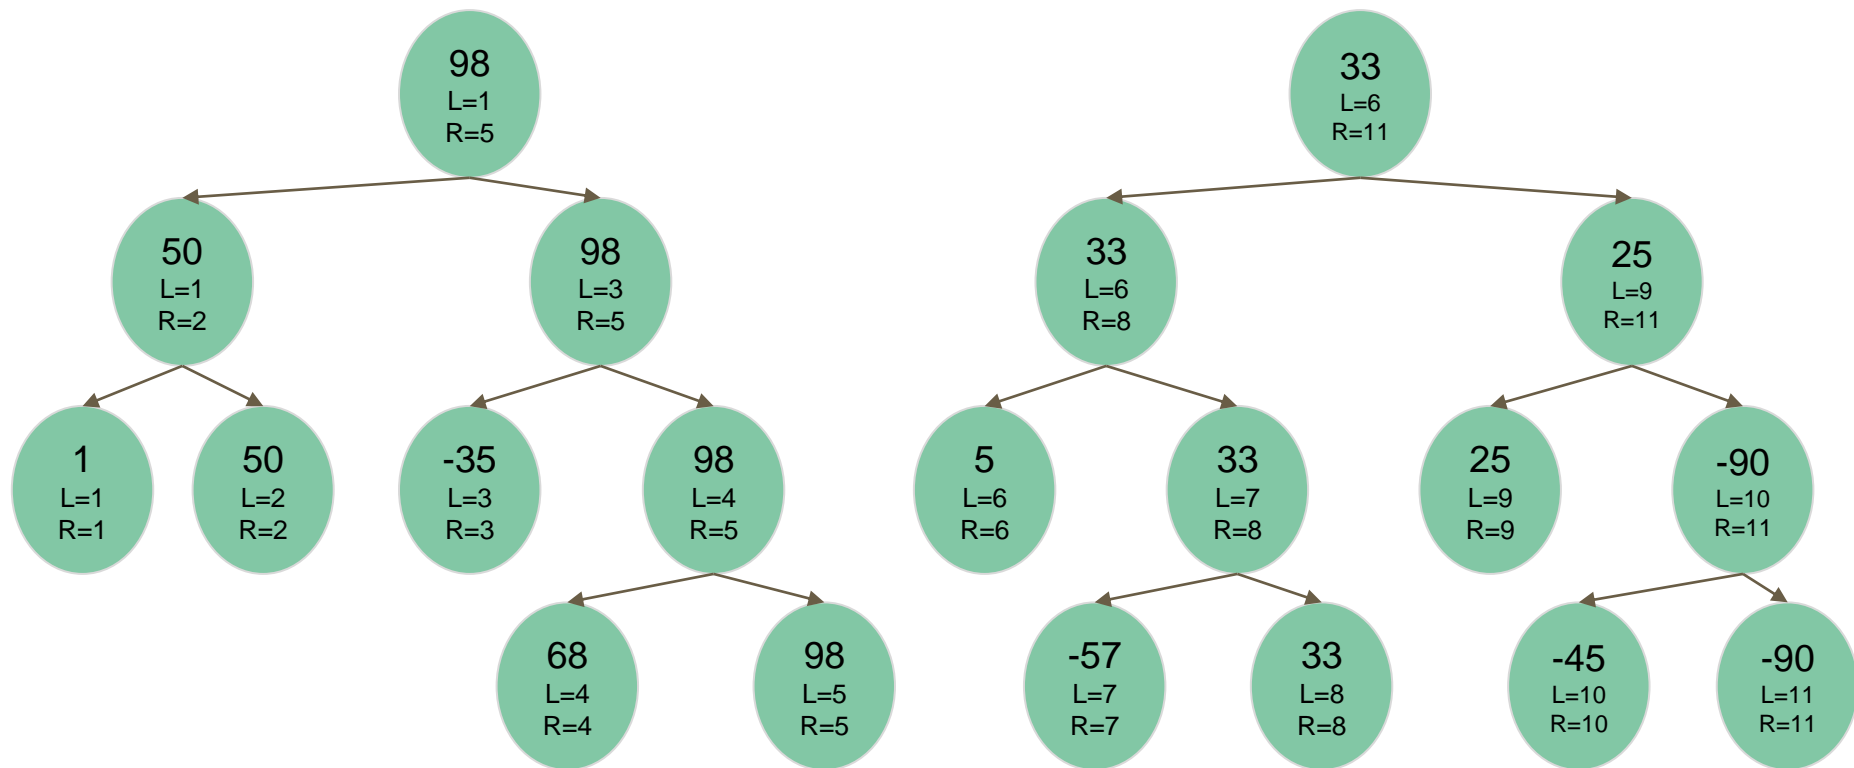 98
L=1
R=5
33
L=6
R=11
50
L=1
R=2
98
L=3
R=5
33
L=6
R=8
25
L=9
R=11
1
L=1
R=1
50
L=2
R=2
-35
L=3
R=3
98
L=4
R=5
5
L=6
R=6
33
L=7
R=8
25
L=9
R=9
-90
L=10
R=11
68
L=4
R=4
98
L=5
R=5
-57
L=7
R=7
33
L=8
R=8
-45
L=10
R=10
-90
L=11
R=11